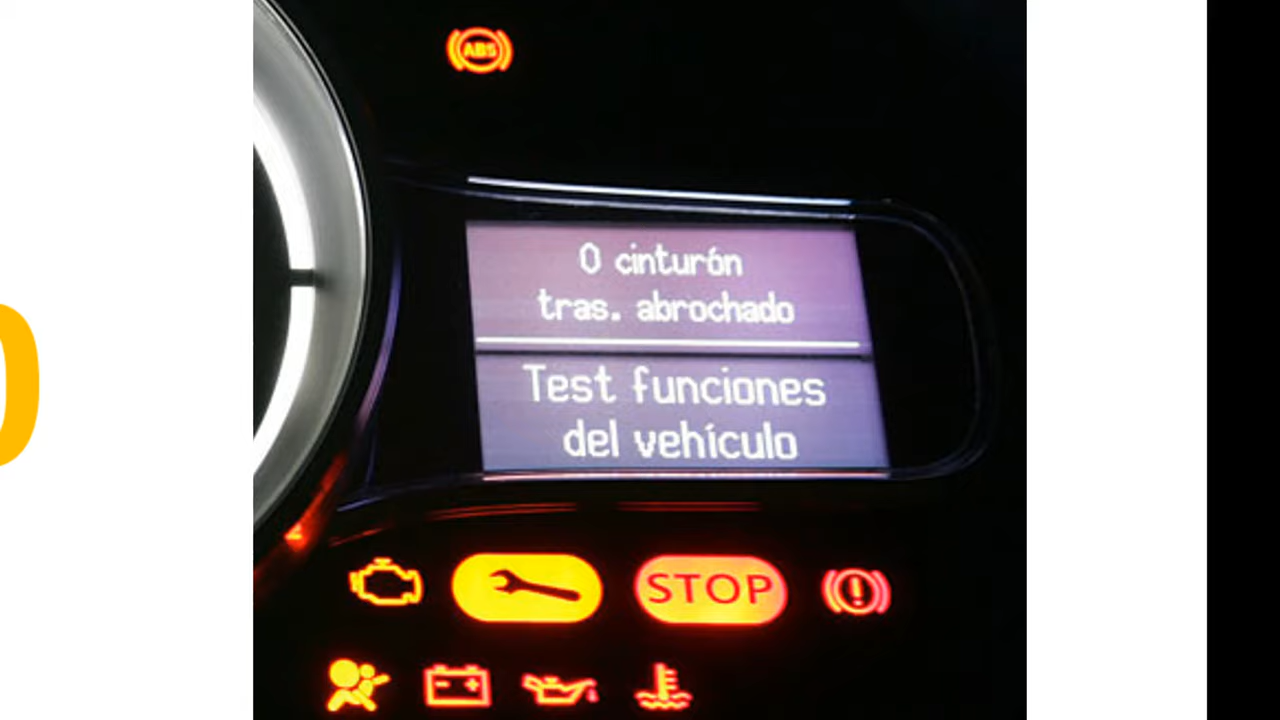 ABS
0 cinturón
tras. abrochado
Test funciones
del vehículo
STOP